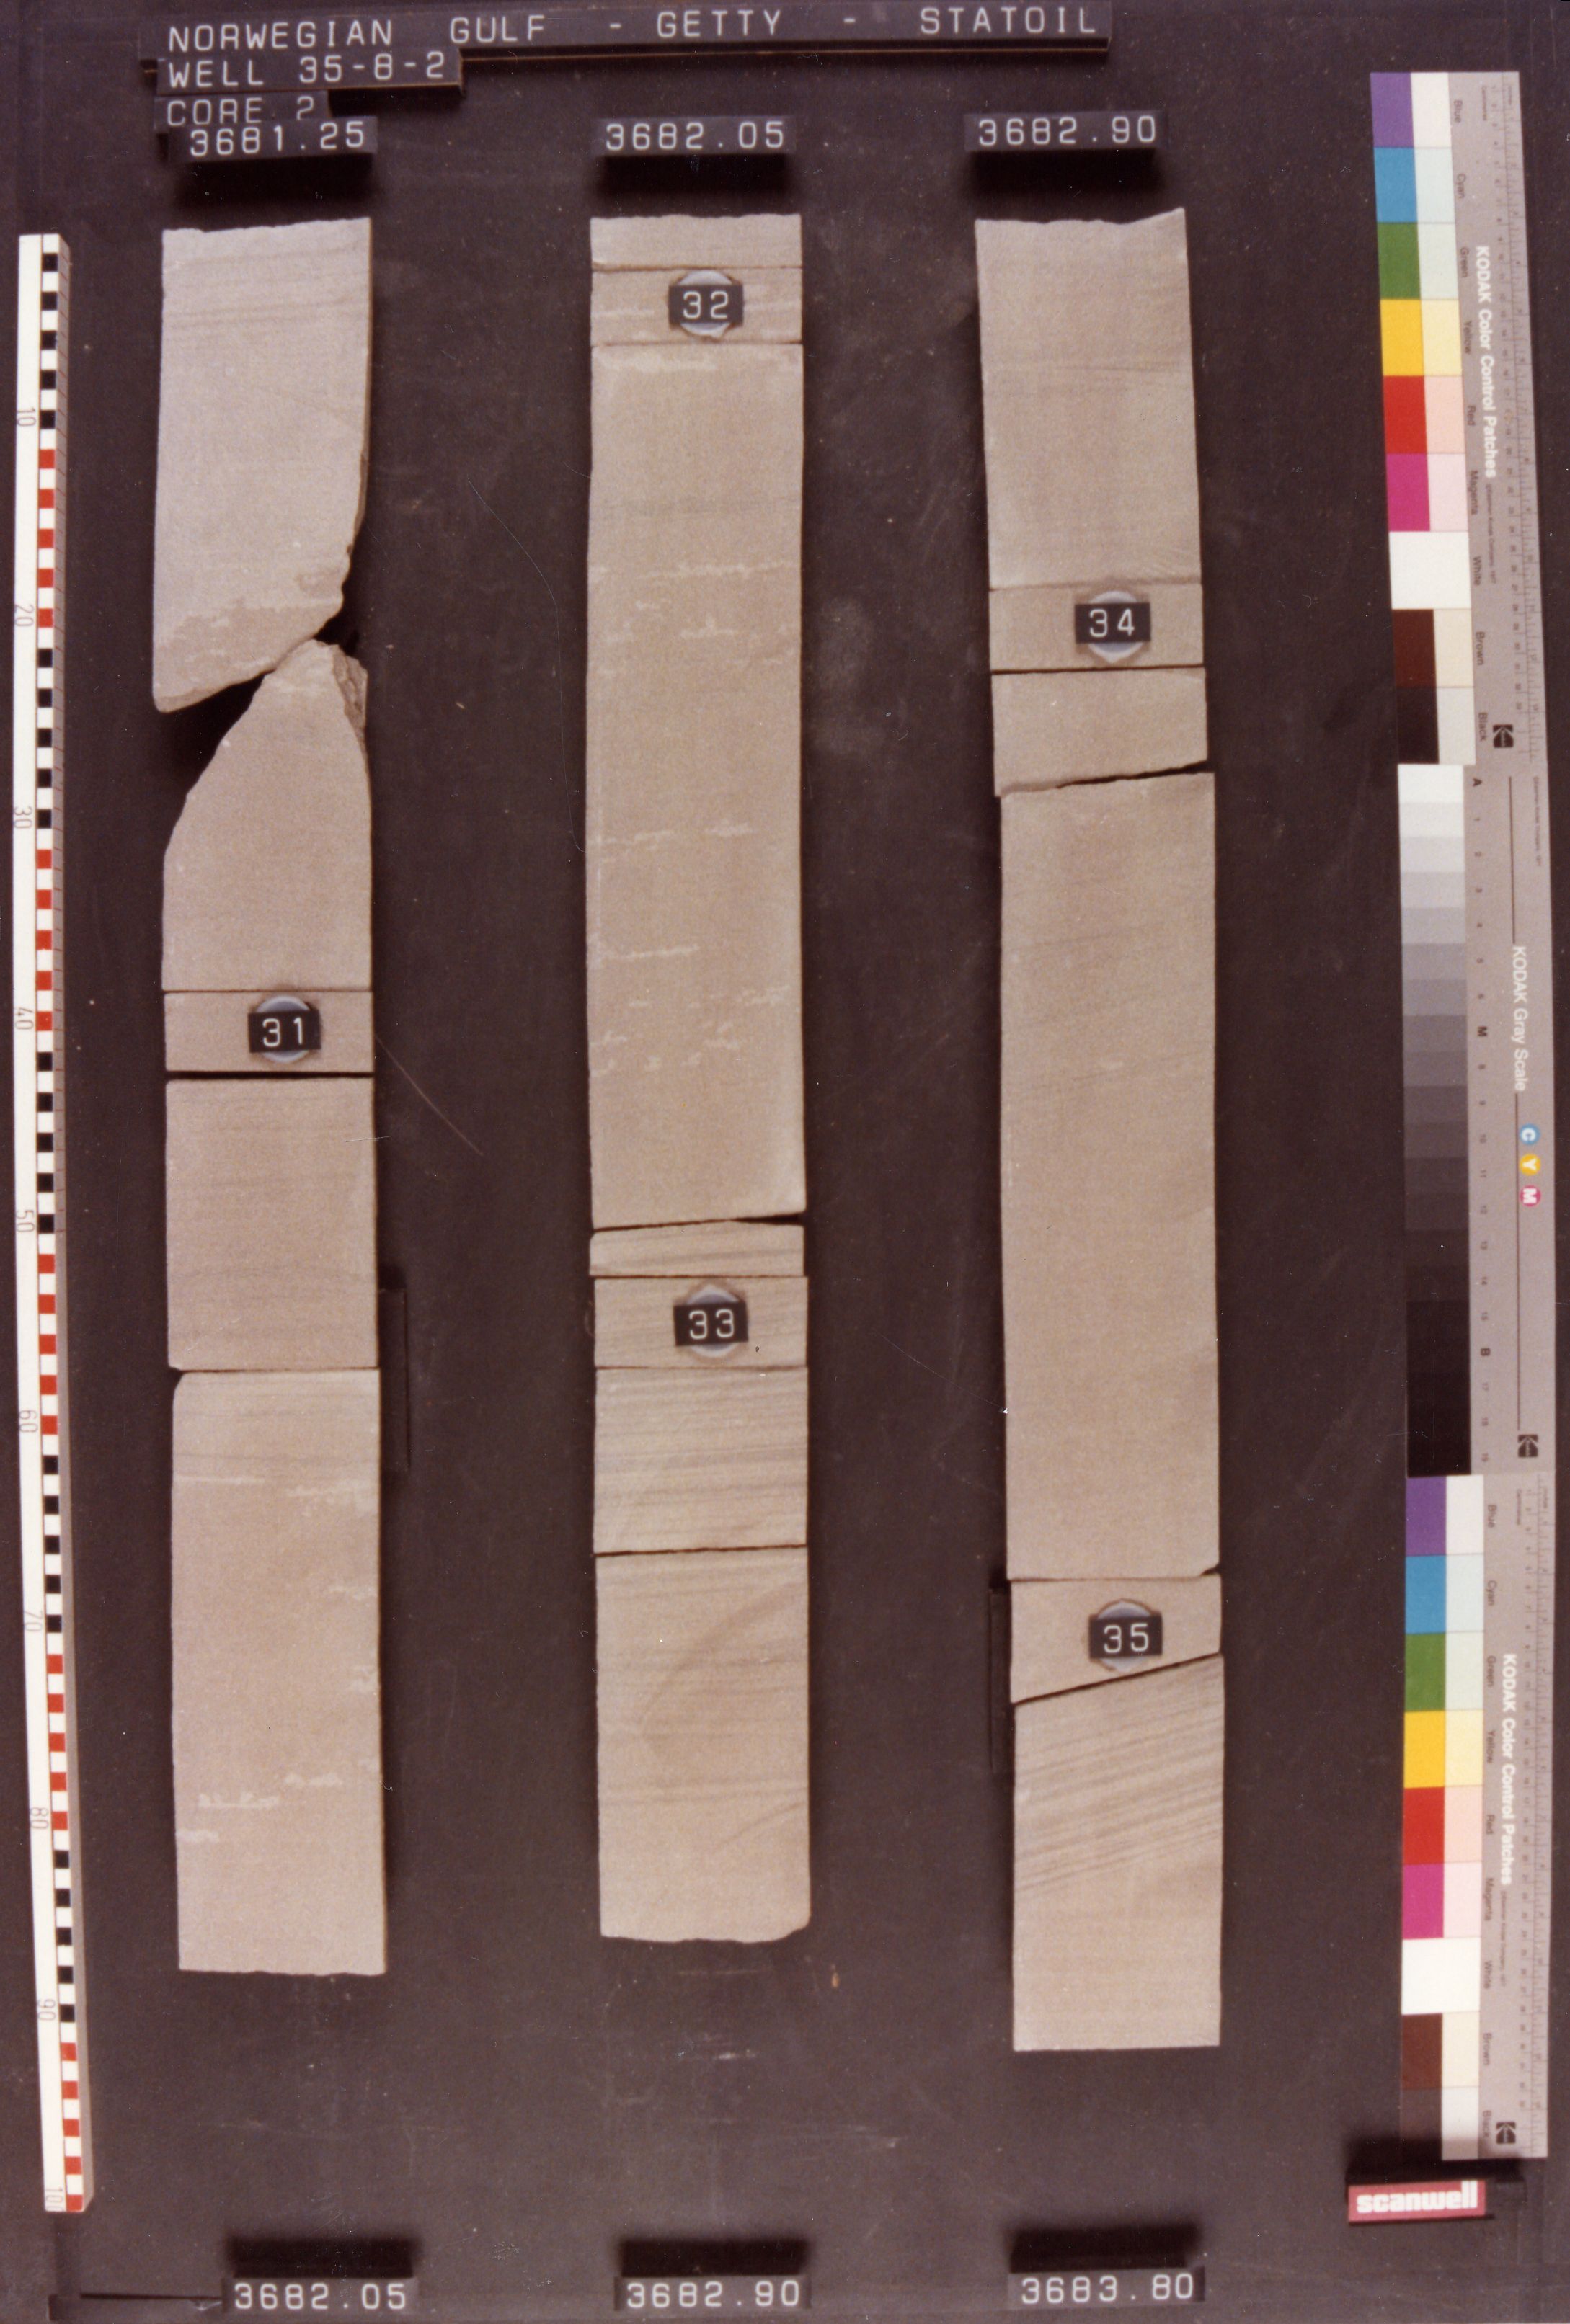 NORWEGIAN GULF - GETTY - STATOIL
WELL 35-8-2
CORE 2
3681.25
3682.05
3682.90
32
34
31
33
35
3682.05
3682.90
3683.80
10
20
30
40
50
60
70
80
90
100
KODAK Color Control Patches
Blue
Cyan
Green
Yellow
Red
Magenta
White
Brown
Black
KODAK Gray Scale
C Y M
A
1
2
3
4
5
6
M
8
9
10
11
12
13
14
15
B
17
18
19
KODAK Color Control Patches
Blue
Cyan
Green
Yellow
Red
Magenta
White
Brown
Black
scanwell